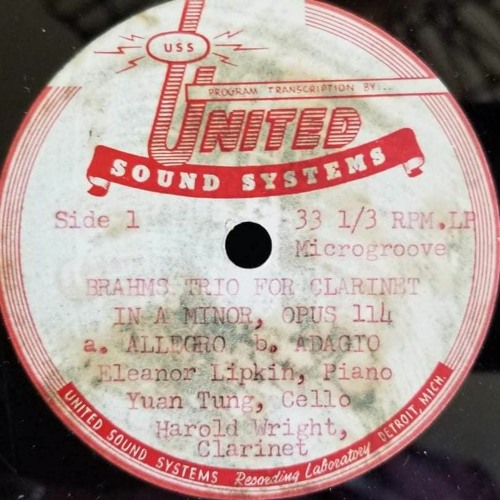 USS
PROGRAM TRANSCRIPTION BY...
UNITED
SOUND SYSTEMS
Side 1
33 1/3 RPM.LP
Microgroove
BRAHMS TRIO FOR CLARINET
IN A MINOR, OPUS 114
a. ALLEGRO b. ADAGIO
Eleanor Lipkin, Piano
Yuan Tung, Cello
Harold Wright,
Clarinet
UNITED SOUND SYSTEMS Recording Laboratory DETROIT, MICH.